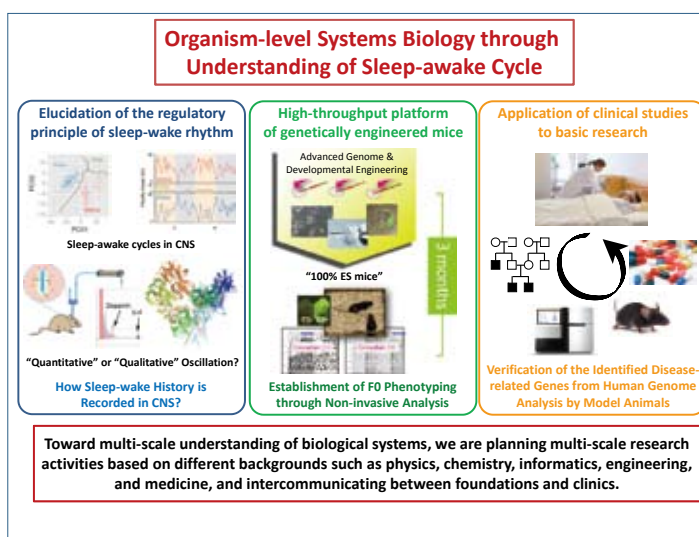 Organism-level Systems Biology through
Understanding of Sleep-awake Cycle
Elucidation of the regulatory
principle of sleep-wake rhythm
Sleep-awake cycles in CNS
"Quantitative" or "Qualitative" Oscillation?
How Sleep-wake History is
Recorded in CNS?
High-throughput platform
of genetically engineered mice
Advanced Genome &
Developmental Engineering
"100% ES mice"
3 months
Establishment of F0 Phenotyping
through Non-invasive Analysis
Application of clinical studies
to basic research
Verification of the Identified Disease-
related Genes from Human Genome
Analysis by Model Animals
Toward multi-scale understanding of biological systems, we are planning multi-scale research
activities based on different backgrounds such as physics, chemistry, informatics, engineering,
and medicine, and intercommunicating between foundations and clinics.